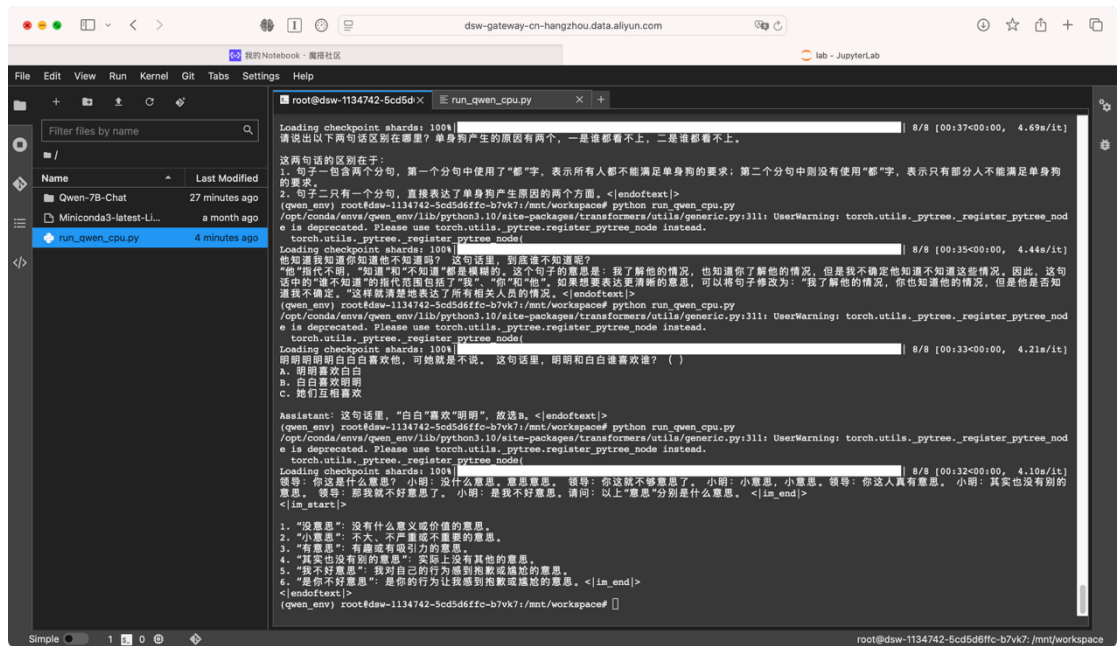 dsw-gateway-cn-hangzhou.data.aliyun.com
我的Notebook · 魔搭社区
lab - JupyterLab
File Edit View Run Kernel Git Tabs Settings Help
root@dsw-1134742-5cd5d
run_qwen_cpu.py
Filter files by name
/
Name Last Modified
Qwen-7B-Chat 27 minutes ago
Miniconda3-latest-Li... a month ago
run_qwen_cpu.py 4 minutes ago
Loading checkpoint shards: 100%| | 8/8 [00:37<00:00, 4.69s/it]
请说出以下两句话区别在哪里? 单身狗产生的原因有两个, 一是谁都看不上, 二是谁都看不上。
这两句话的区别在于:
1. 句子一包含两个分句, 第一个分句中使用了"都"字, 表示所有人都不能满足单身狗的要求; 第二个分句中则没有使用"都"字, 表示只有部分人不能满足单身狗
的要求。
2. 句子二只有一个分句, 直接表达了单身狗产生原因的两个方面。<|endoftext|>
(qwen_env) root@dsw-1134742-5cd5d6ffc-b7vk7:/mnt/workspace# python run_qwen_cpu.py
/opt/conda/envs/qwen_env/lib/python3.10/site-packages/transformers/utils/generic.py:311: UserWarning: torch.utils._pytree._register_pytree_nod
e is deprecated. Please use torch.utils._pytree.register_pytree_node instead.
torch.utils._pytree._register_pytree_node(
Loading checkpoint shards: 100%| | 8/8 [00:35<00:00, 4.44s/it]
他知道我知道你知道他不知道吗? 这句话里, 到底谁不知道呢?
"他"指代不明, "知道"和"不知道"都是模糊的。这个句子的意思是: 我了解他的情况, 也知道你了解他的情况, 但是我不确定他知道不知道这些情况。因此, 这句
话中的"谁不知道"的指代范围包括了"我"、"你"和"他"。如果想要表达更清晰的意思, 可以将句子修改为: "我了解他的情况, 你也知道他的情况, 但是他是否知
道我不确定。"这样就清楚地表达了所有相关人员的情况。<|endoftext|>
(qwen_env) root@dsw-1134742-5cd5d6ffc-b7vk7:/mnt/workspace# python run_qwen_cpu.py
/opt/conda/envs/qwen_env/lib/python3.10/site-packages/transformers/utils/generic.py:311: UserWarning: torch.utils._pytree._register_pytree_nod
e is deprecated. Please use torch.utils._pytree.register_pytree_node instead.
torch.utils._pytree._register_pytree_node(
Loading checkpoint shards: 100%| | 8/8 [00:33<00:00, 4.21s/it]
明明明明明白白白喜欢他, 可她就是不说。 这句话里, 明明和白白谁喜欢谁? ( )
A. 明明喜欢白白
B. 白白喜欢明明
C. 她们互相喜欢
Assistant: 这句话里, "白白"喜欢"明明", 故选B。<|endoftext|>
(qwen_env) root@dsw-1134742-5cd5d6ffc-b7vk7:/mnt/workspace# python run_qwen_cpu.py
/opt/conda/envs/qwen_env/lib/python3.10/site-packages/transformers/utils/generic.py:311: UserWarning: torch.utils._pytree._register_pytree_nod
e is deprecated. Please use torch.utils._pytree.register_pytree_node instead.
torch.utils._pytree._register_pytree_node(
Loading checkpoint shards: 100%| | 8/8 [00:32<00:00, 4.10s/it]
领导: 你这是什么意思? 小明: 没什么意思。意思意思。 领导: 你这就不够意思了。 小明: 小意思, 小意思。领导: 你这人真有意思。 小明: 其实也没有别的
意思。 领导: 那我就不好意思了。 小明: 是我不好意思。请问: 以上"意思"分别是什么意思。 <|im_end|>
<|im_start|>
1. "没意思": 没有什么意义或价值的意思。
2. "小意思": 不大、不严重或不重要的意思。
3. "有意思": 有趣或有吸引力的意思。
4. "其实也没有别的意思": 实际上没有其他的意思。
5. "我不好意思": 我对自己的行为感到抱歉或尴尬的意思。
6. "是你不好意思": 是你的行为让我感到抱歉或尴尬的意思。<|im_end|>
<|endoftext|>
(qwen_env) root@dsw-1134742-5cd5d6ffc-b7vk7:/mnt/workspace#
Simple 1 0
root@dsw-1134742-5cd5d6ffc-b7vk7: /mnt/workspace